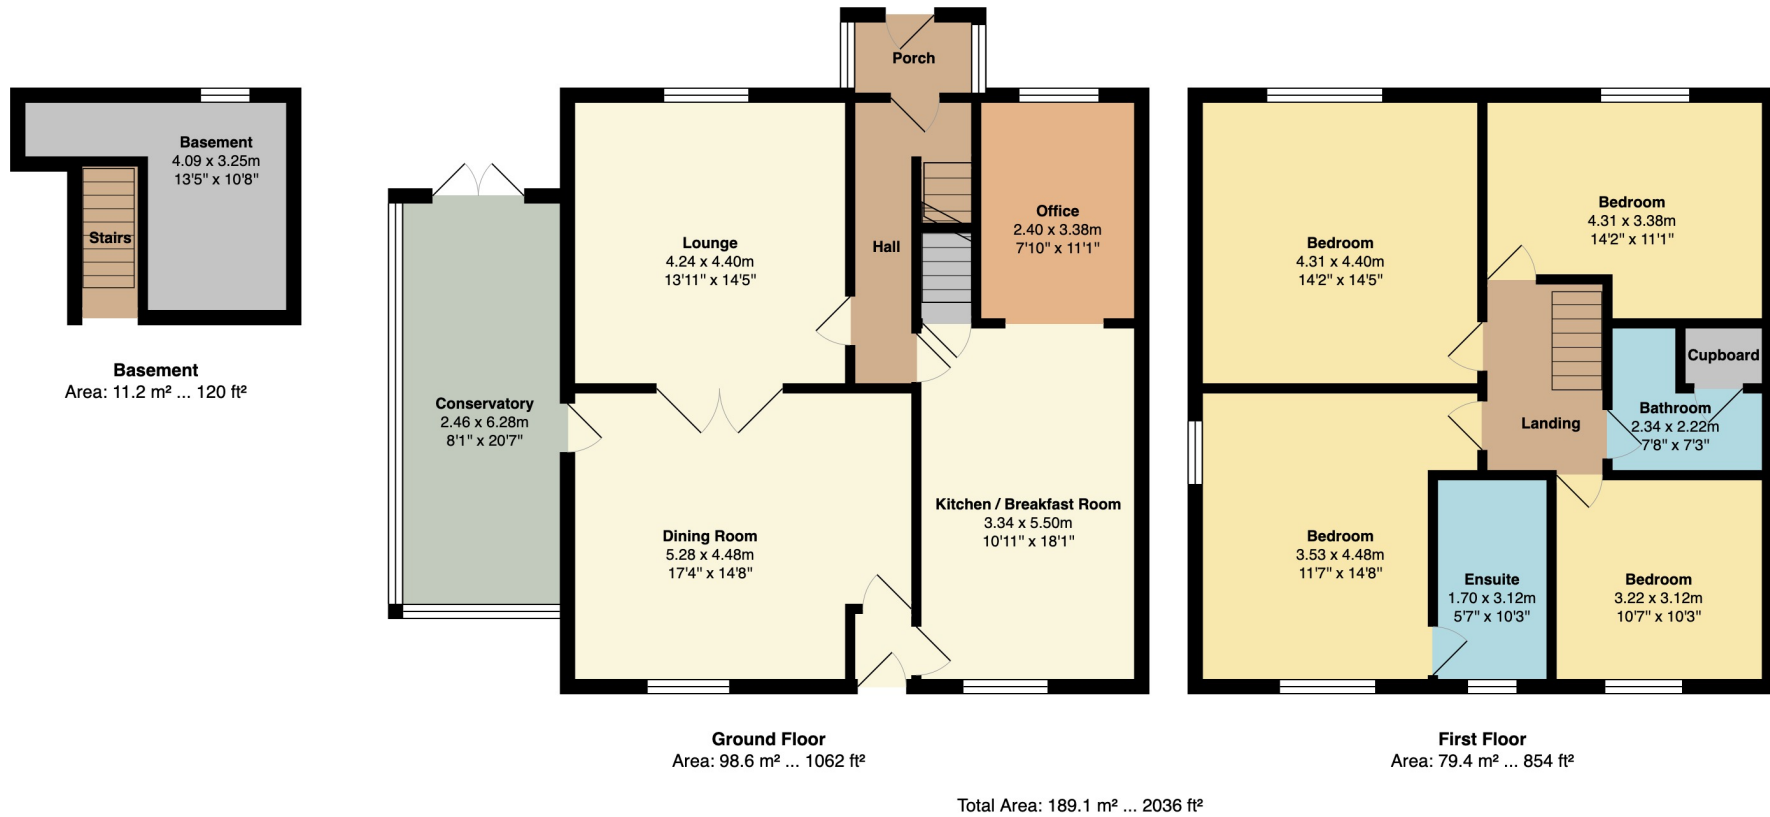 Basement
4.09 x 3.25m
13'5" x 10'8"
Stairs
Basement
Area: 11.2 m² ... 120 ft²
Porch
Lounge
4.24 x 4.40m
13'11" x 14'5"
Hall
Office
2.40 x 3.38m
7'10" x 11'1"
Conservatory
2.46 x 6.28m
8'1" x 20'7"
Dining Room
5.28 x 4.48m
17'4" x 14'8"
Kitchen / Breakfast Room
3.34 x 5.50m
10'11" x 18'1"
Ground Floor
Area: 98.6 m² ... 1062 ft²
Bedroom
4.31 x 4.40m
14'2" x 14'5"
Bedroom
4.31 x 3.38m
14'2" x 11'1"
Cupboard
Bathroom
2.34 x 2.22m
7'8" x 7'3"
Landing
Bedroom
3.53 x 4.48m
11'7" x 14'8"
Ensuite
1.70 x 3.12m
5'7" x 10'3"
Bedroom
3.22 x 3.12m
10'7" x 10'3"
First Floor
Area: 79.4 m² ... 854 ft²
Total Area: 189.1 m² ... 2036 ft²